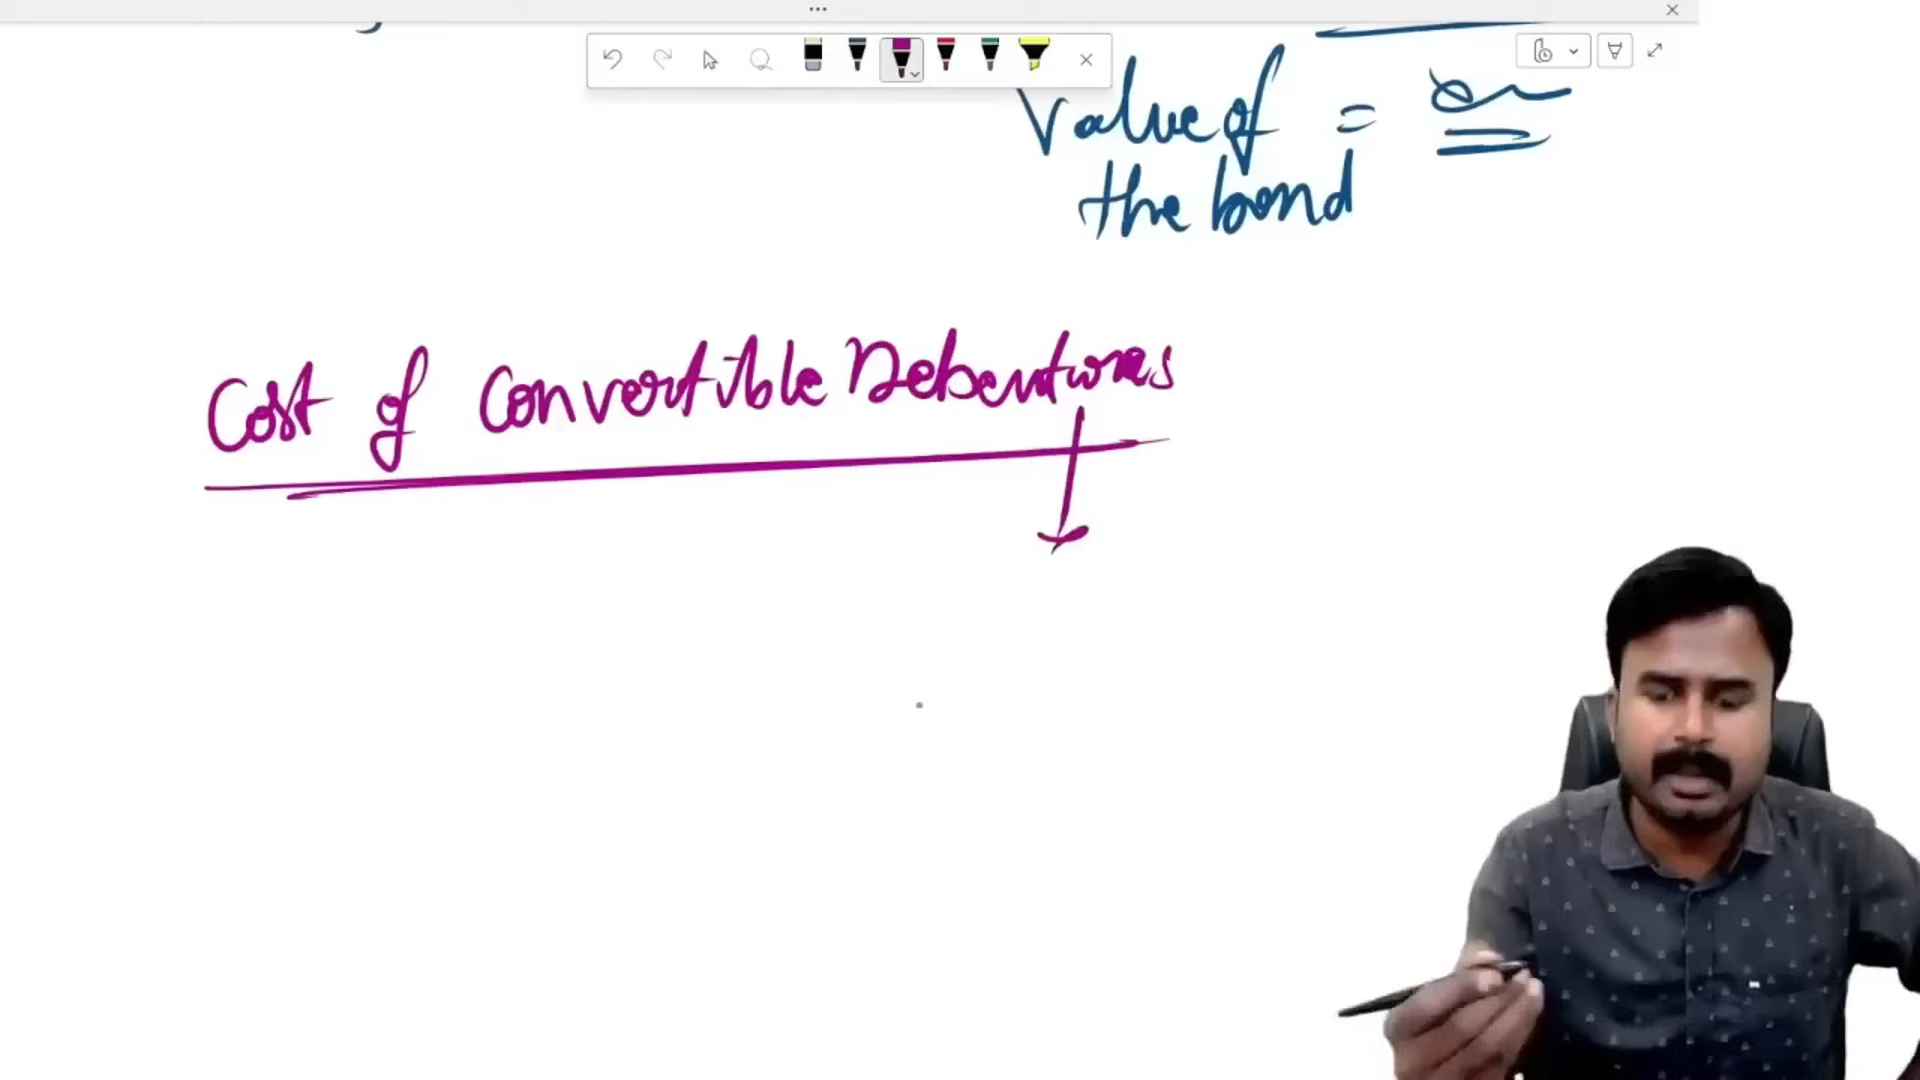 Value of =
the bond
Cost of Convertible Debentures